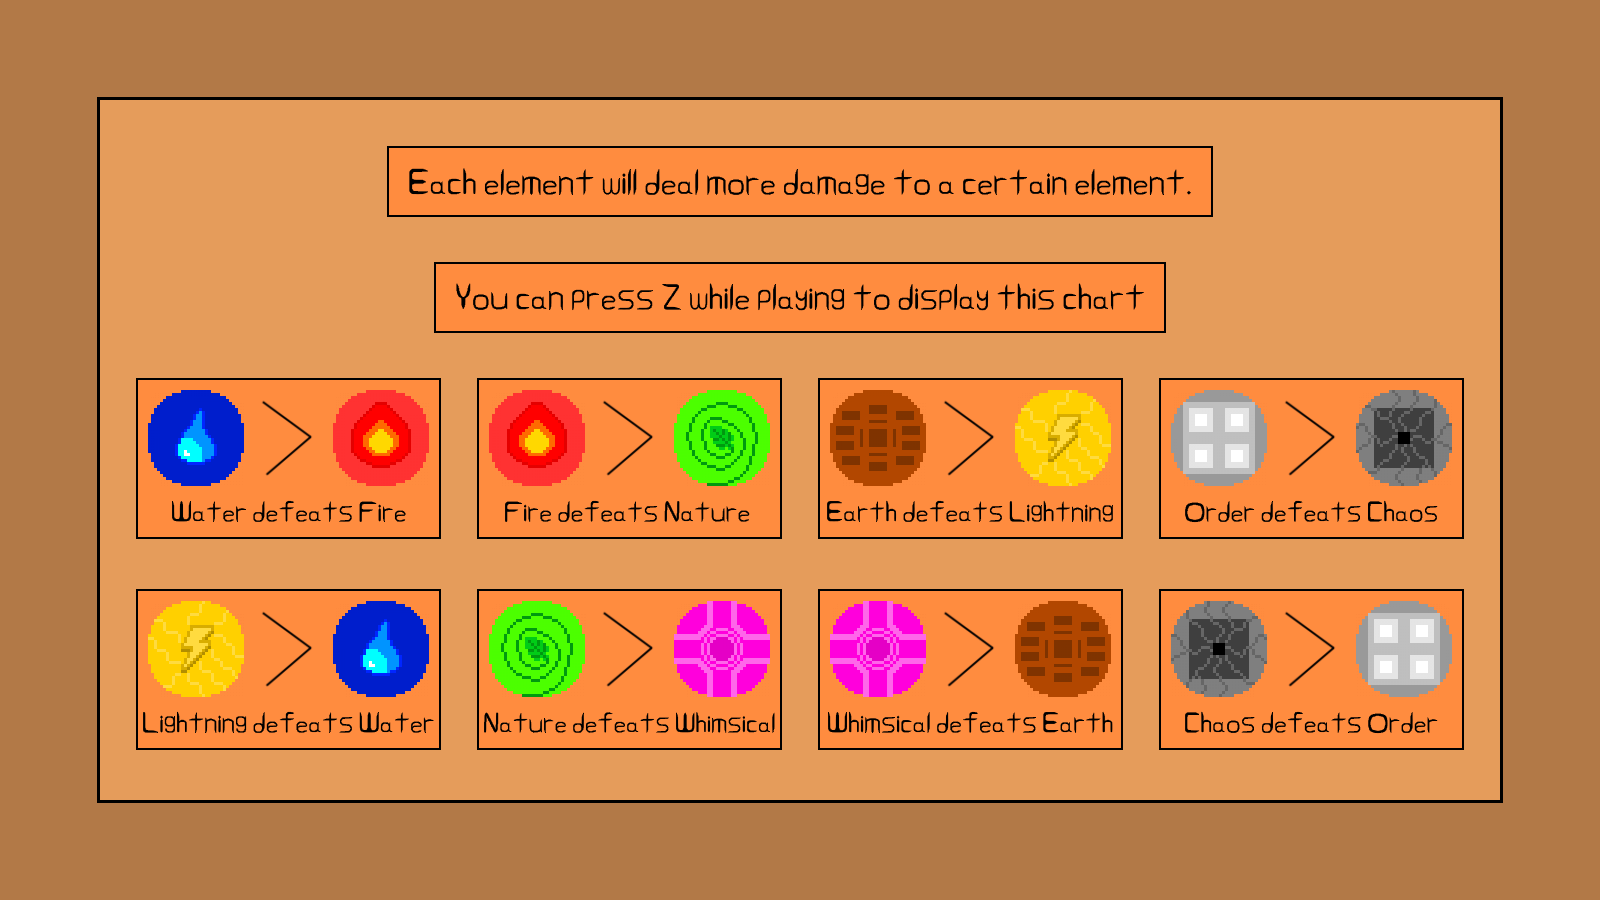 Each element will deal more damage to a certain element.
You can press Z while playing to display this chart
Water defeats Fire
Fire defeats Nature
Earth defeats Lightning
Order defeats Chaos
Lightning defeats Water
Nature defeats Whimsical
Whimsical defeats Earth
Chaos defeats Order